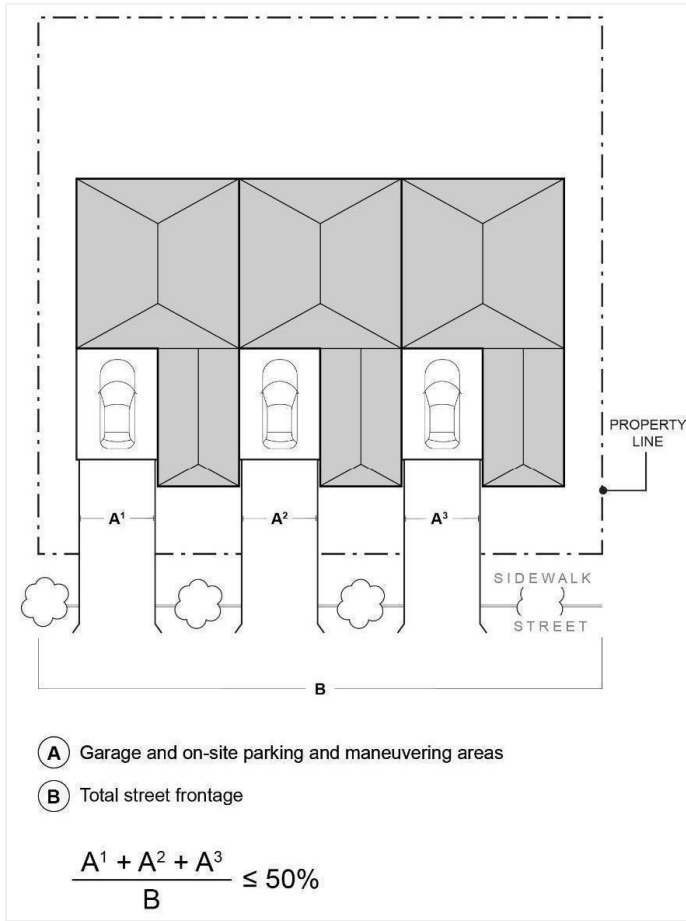 PROPERTY
LINE
A¹ A² A³
SIDEWALK
STREET
B
A Garage and on-site parking and maneuvering areas
B Total street frontage
A¹ + A² + A³
B
≤ 50%